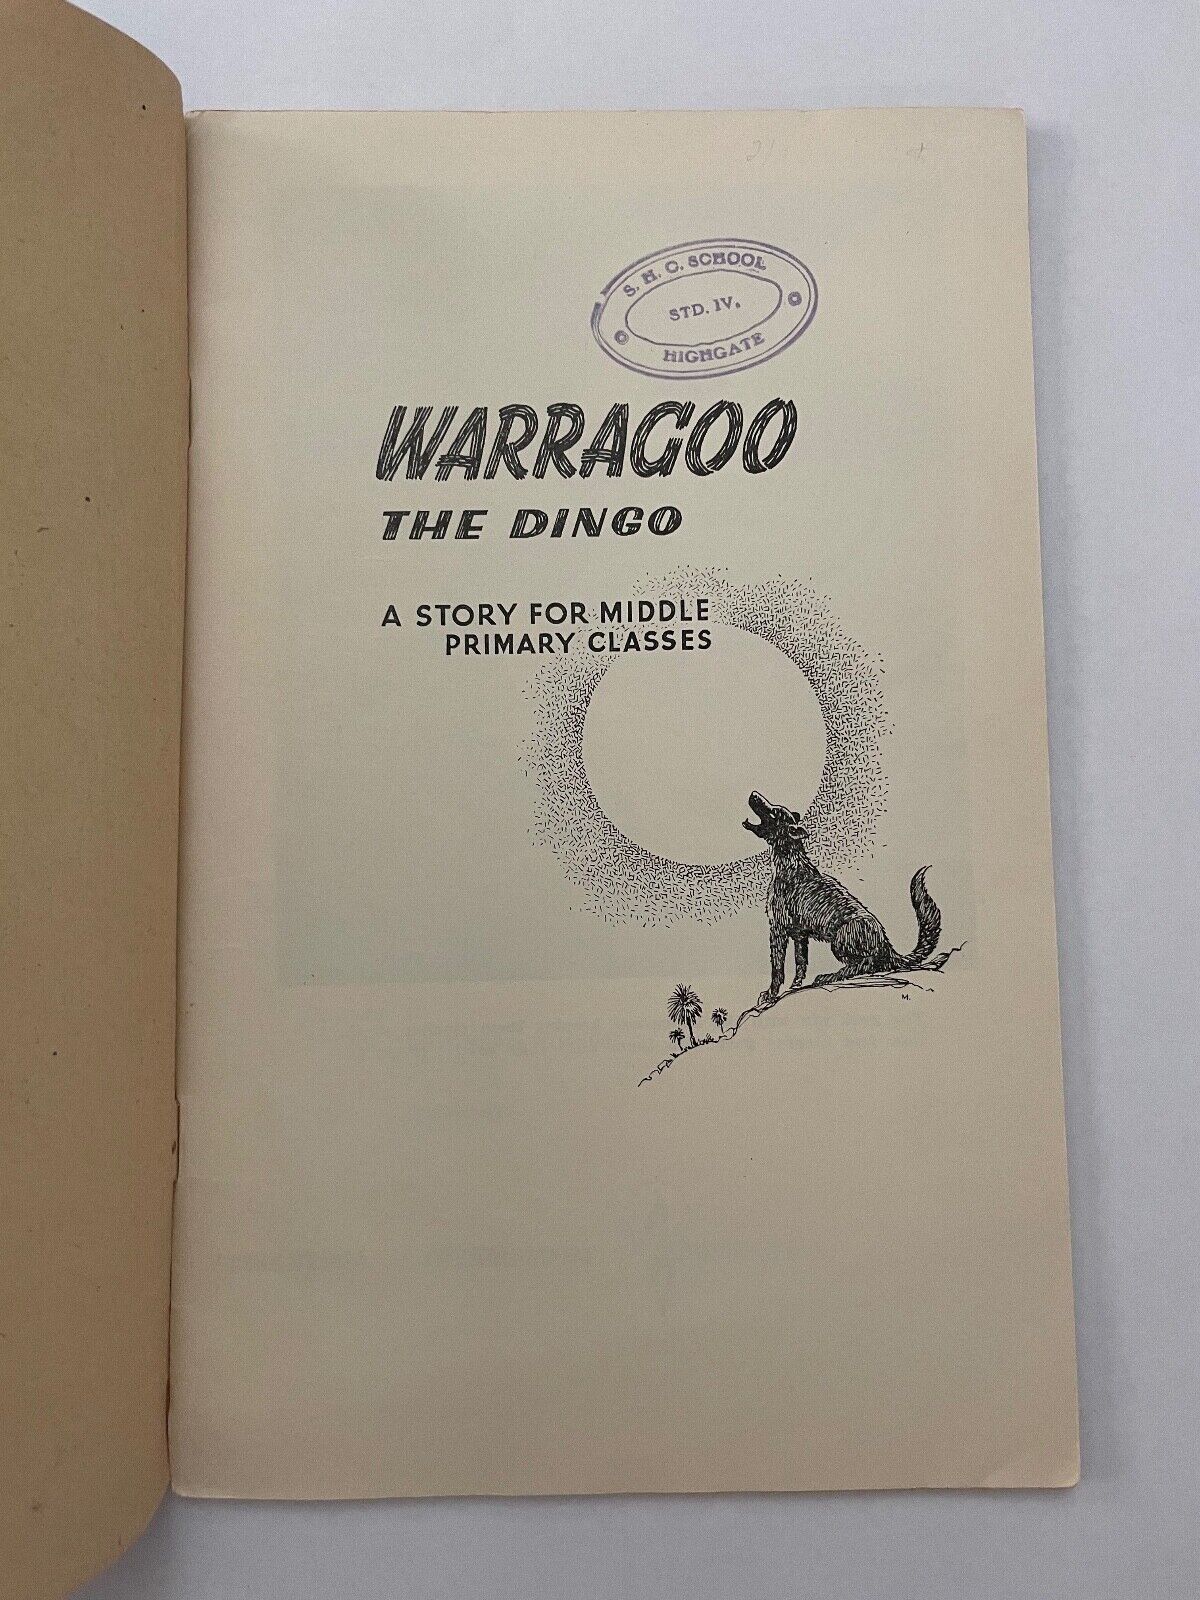 S. H. C. SCHOOL
STD. IV.
HIGHGATE
WARRAGOO
THE DINGO
A STORY FOR MIDDLE
PRIMARY CLASSES
M.